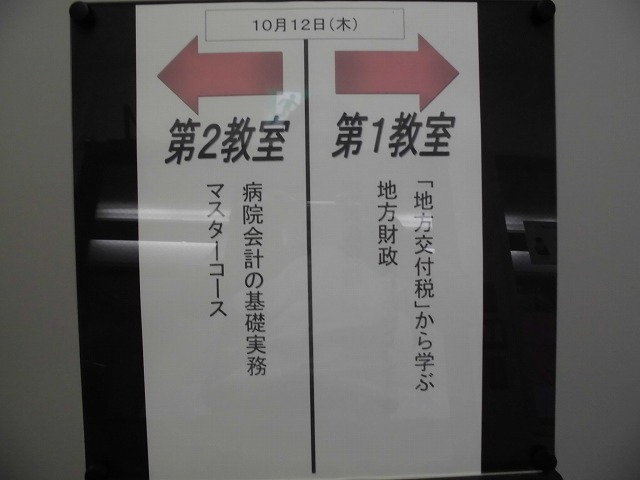 10月12日(木)
第1教室
「地方交付税」から学ぶ
地方財政
第2教室
病院会計の基礎実務
マスターコース